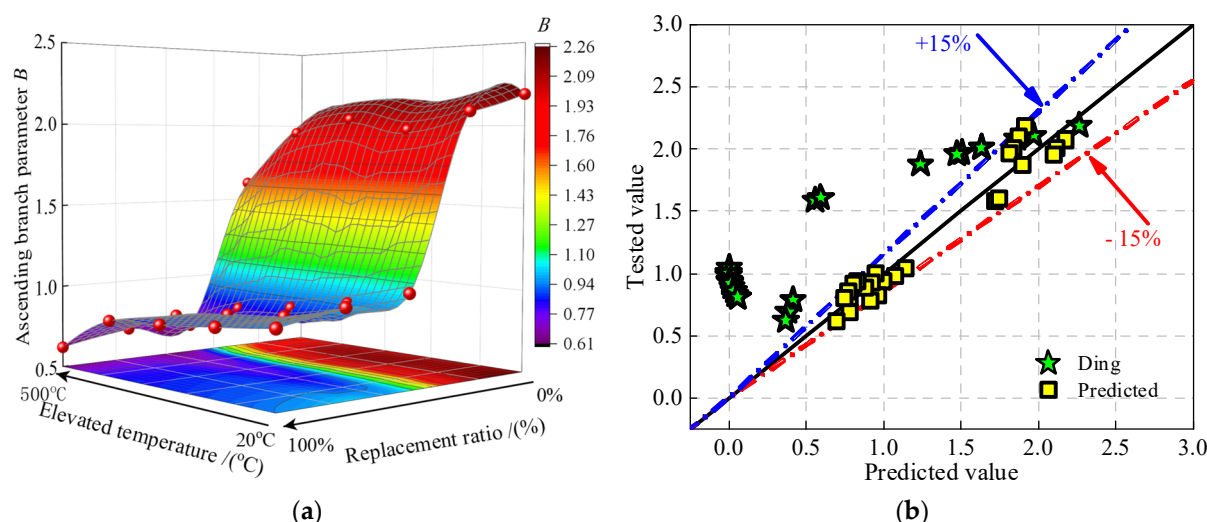 B
2.5
2.0
1.5
1.0
0.5
Ascending branch parameter B
2.26
2.09
1.93
1.76
1.60
1.43
1.27
1.10
0.94
0.77
0.61
500℃
Elevated temperature /(℃)
20℃
100%
Replacement ratio /(%)
0%
(a)
b)
3.0
2.5
2.0
1.5
1.0
0.5
0.0
Tested value
+15%
- 15%
Ding
Predicted
0.0 0.5 1.0 1.5 2.0 2.5 3.0
Predicted value
(b)